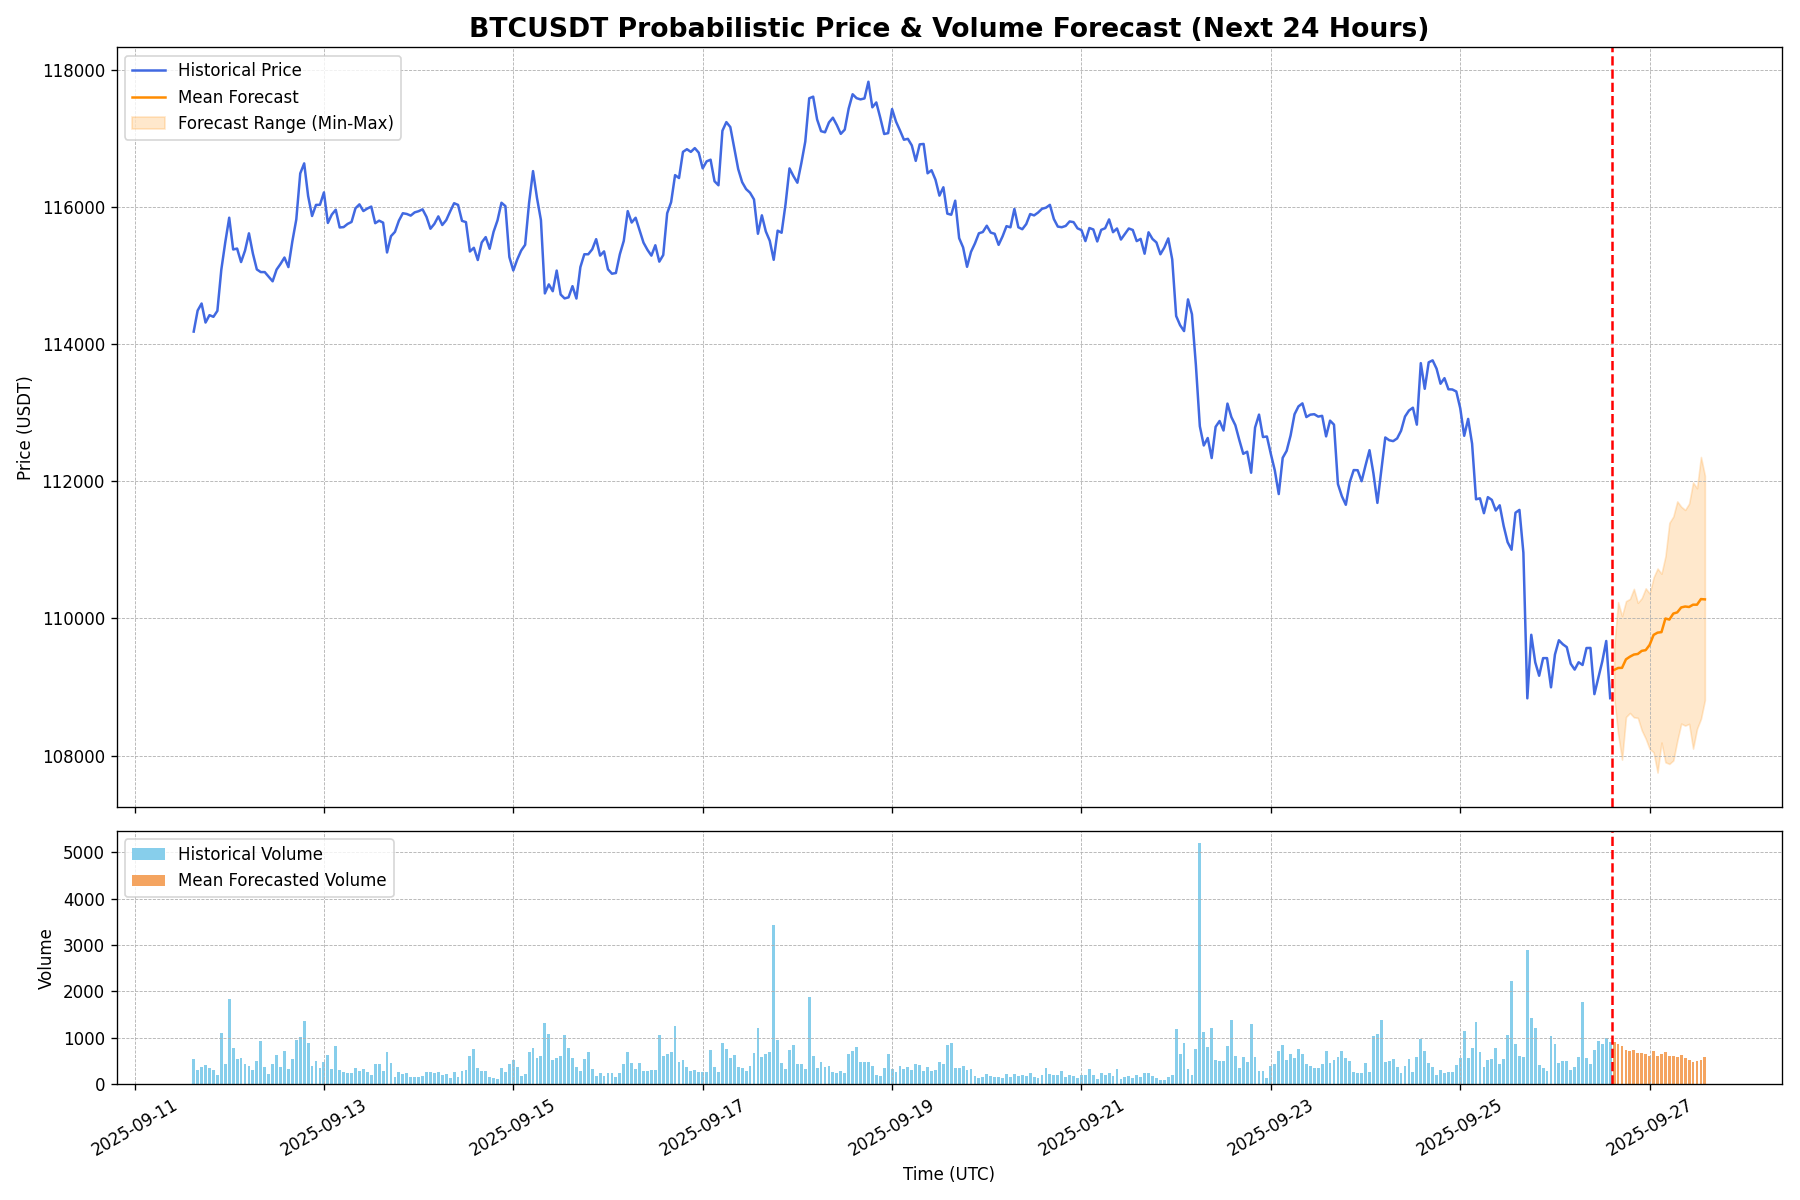 BTCUSDT Probabilistic Price & Volume Forecast (Next 24 Hours)
Historical Price
Mean Forecast
Forecast Range (Min-Max)
118000
116000
114000
112000
110000
108000
Price (USDT)
Historical Volume
Mean Forecasted Volume
5000
4000
3000
2000
1000
0
Volume
2025-09-11
2025-09-13
2025-09-15
2025-09-17
2025-09-19
2025-09-21
2025-09-23
2025-09-25
2025-09-27
Time (UTC)